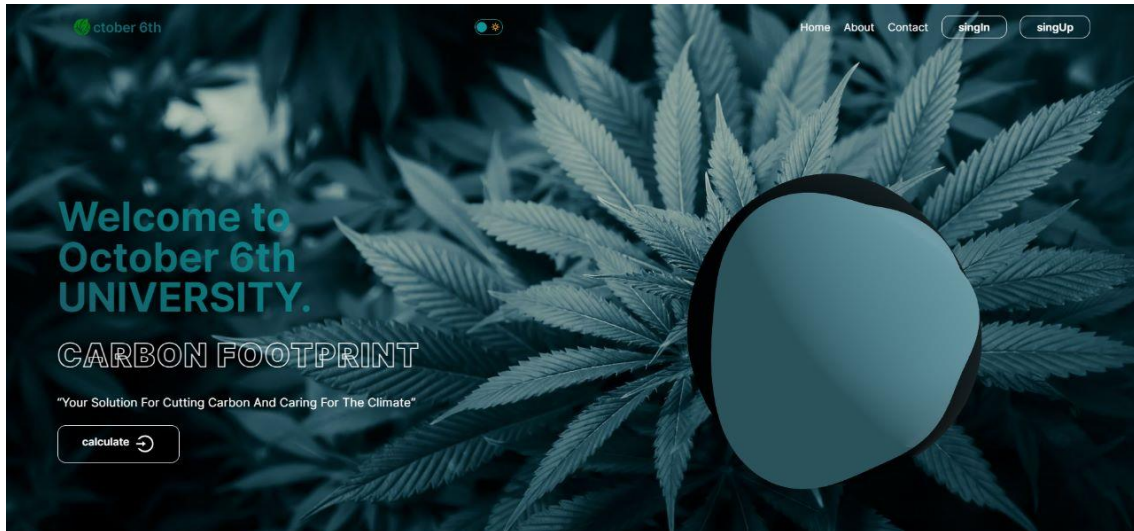 ctober 6th
Home About Contact singIn singUp
Welcome to
October 6th
UNIVERSITY.
CARBON FOOTPRINT
“Your Solution For Cutting Carbon And Caring For The Climate”
calculate